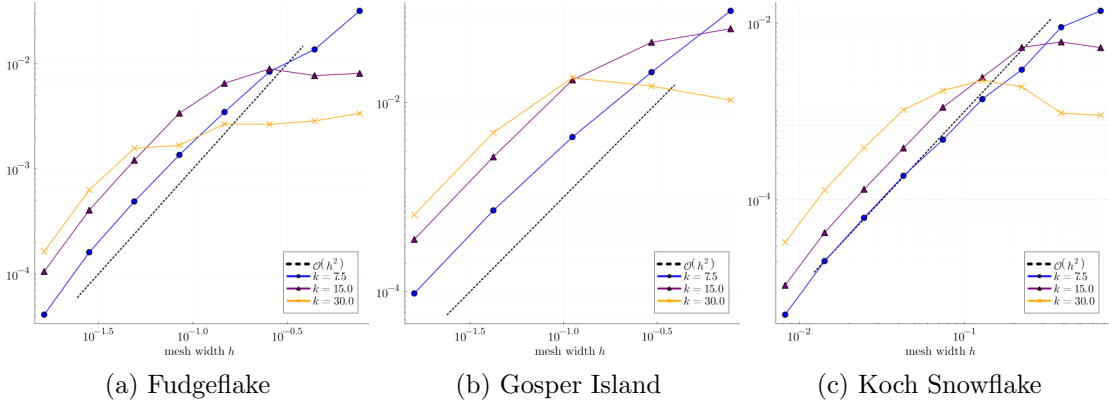 10^{-2}
10^{-3}
10^{-4}
10^{-1.5}
10^{-1.0}
10^{-0.5}
mesh width h
O(h^2)
k = 7.5
k = 15.0
k = 30.0
(a) Fudgeflake
10^{-2}
10^{-4}
10^{-1.5}
10^{-1.0}
10^{-0.5}
mesh width h
O(h^2)
k = 7.5
k = 15.0
k = 30.0
(b) Gosper Island
10^{-2}
10^{-4}
10^{-2}
10^{-1}
mesh width h
O(h^2)
k = 7.5
k = 15.0
k = 30.0
(c) Koch Snowflake